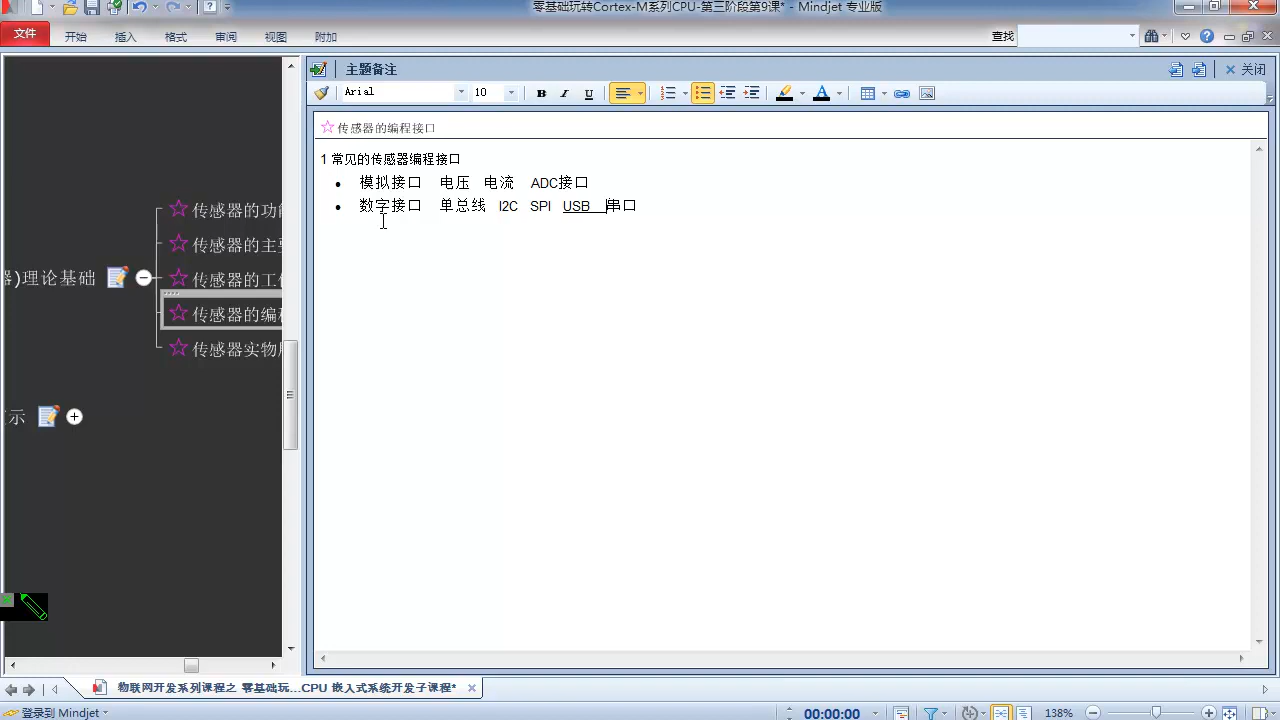 零基础玩转Cortex-M系列CPU-第三阶段第9课* - Mindjet 专业版
文件 开始 插入 格式 审阅 视图 附加 查找
主题备注 关闭
Arial 10 B I U
传感器的编程接口
1 常见的传感器编程接口
• 模拟接口 电压 电流 ADC接口
• 数字接口 单总线 I2C SPI USB 串口
传感器的功能
传感器的主要
器)理论基础
传感器的工作
传感器的编程
传感器实物展
示
物联网开发系列课程之 零基础玩...CPU 嵌入式系统开发子课程*
登录到 Mindjet 00:00:00 138%